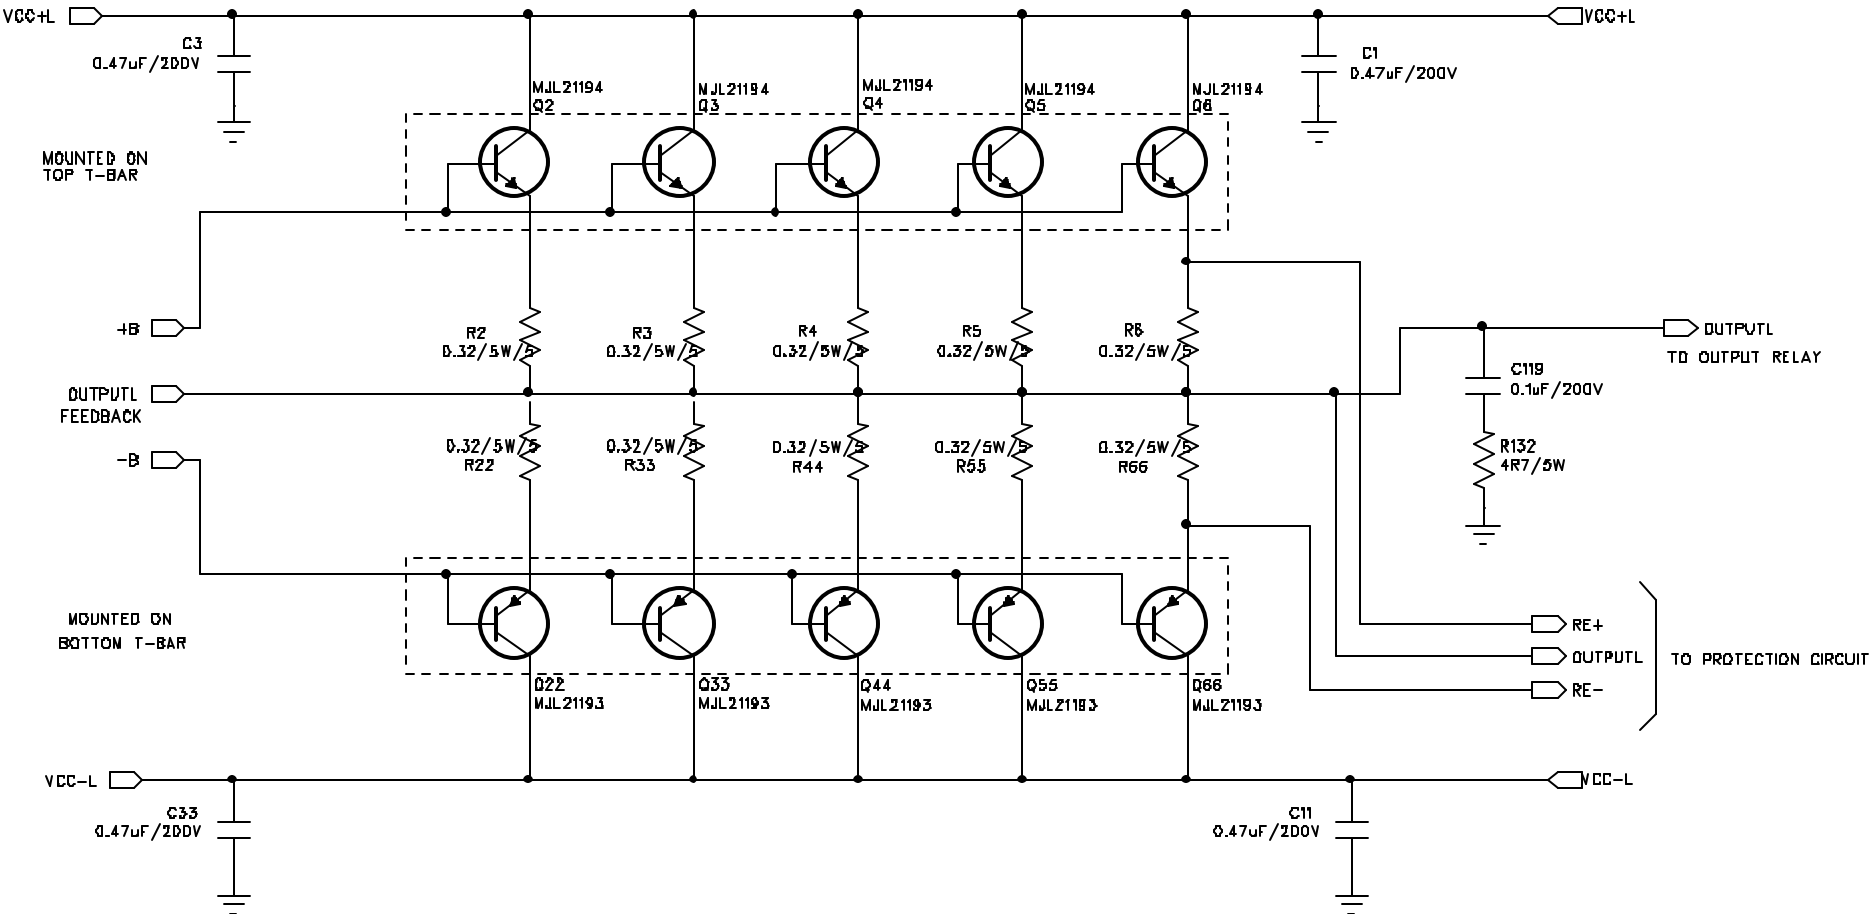 VCC+L
VCC+L
C3
0.47uF/200V
C1
0.47uF/200V
MJL21194
Q2
MJL21194
Q3
MJL21194
Q4
MJL21194
Q5
MJL21194
Q6
MOUNTED ON
TOP T-BAR
+B
R2
0.32/5W/5
R3
0.32/5W/5
R4
0.32/5W/5
R5
0.32/5W/5
R6
0.32/5W/5
OUTPUTL
TO OUTPUT RELAY
OUTPUTL
FEEDBACK
C119
0.1uF/200V
-B
0.32/5W/5
R22
0.32/5W/5
R33
0.32/5W/5
R44
0.32/5W/5
R55
0.32/5W/5
R66
R132
4R7/5W
MOUNTED ON
BOTTOM T-BAR
RE+
OUTPUTL
RE-
TO PROTECTION CIRCUIT
Q22
MJL21193
Q33
MJL21193
Q44
MJL21193
Q55
MJL21193
Q66
MJL21193
VCC-L
VCC-L
C33
0.47uF/200V
C11
0.47uF/200V